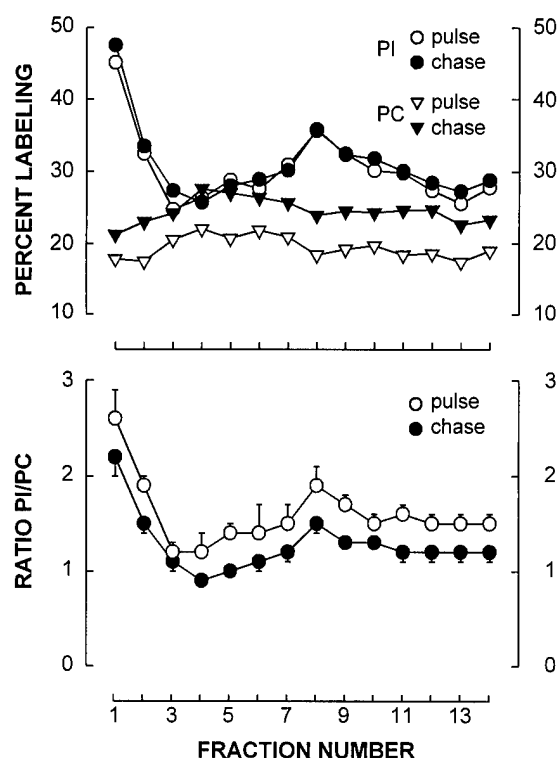 50 50
PI pulse
chase
40 40
PC pulse
chase
30 30
20 20
10 10
PERCENT LABELING
3 3
pulse
chase
2 2
1 1
0 0
RATIO PI/PC
1 3 5 7 9 11 13
FRACTION NUMBER